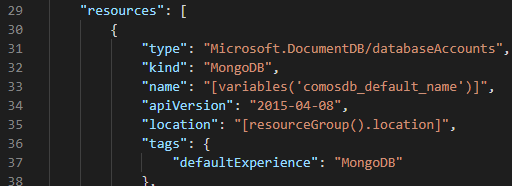 29 "resources": [
30 {
31 "type": "Microsoft.DocumentDB/databaseAccounts",
32 "kind": "MongoDB",
33 "name": "[variables('comosdb_default_name')]",
34 "apiVersion": "2015-04-08",
35 "location": "[resourceGroup().location]",
36 "tags": {
37 "defaultExperience": "MongoDB"
38 },